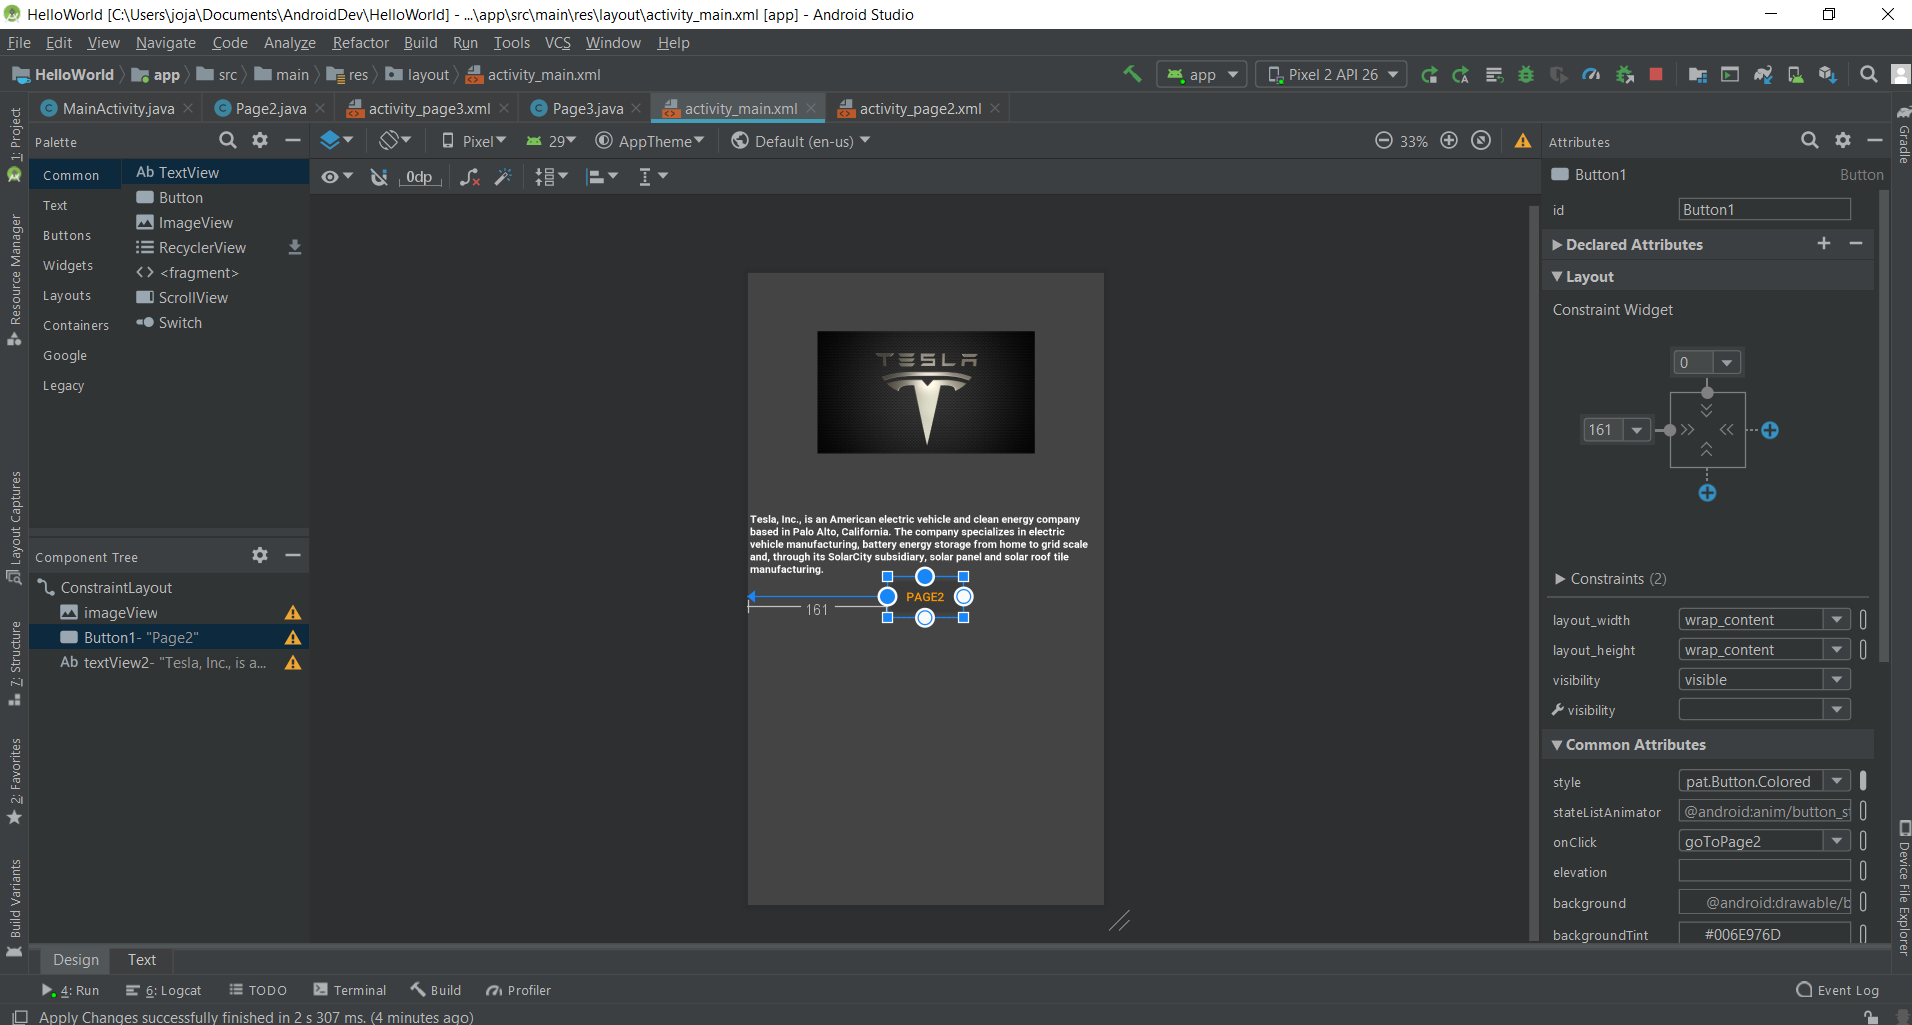 HelloWorld [C:\Users\joja\Documents\AndroidDev\HelloWorld] - ...\app\src\main\res\layout\activity_main.xml [app] - Android Studio
File Edit View Navigate Code Analyze Refactor Build Run Tools VCS Window Help
HelloWorld app src main res layout activity_main.xml
app Pixel 2 API 26
MainActivity.java Page2.java activity_page3.xml Page3.java activity_main.xml activity_page2.xml
Palette
Pixel 29 AppTheme Default (en-us) 33%
0dp
Common
Text
Buttons
Widgets
Layouts
Containers
Google
Legacy
Ab TextView
Button
ImageView
RecyclerView
<fragment>
ScrollView
Switch
Component Tree
ConstraintLayout
imageView
Button1- "Page2"
Ab textView2- "Tesla, Inc., is a...
TESLA
Tesla, Inc., is an American electric vehicle and clean energy company
based in Palo Alto, California. The company specializes in electric
vehicle manufacturing, battery energy storage from home to grid scale
and, through its SolarCity subsidiary, solar panel and solar roof tile
manufacturing.
PAGE2
161
Attributes
Button1 Button
id Button1
Declared Attributes
Layout
Constraint Widget
0
161
Constraints (2)
layout_width wrap_content
layout_height wrap_content
visibility visible
visibility
Common Attributes
style pat.Button.Colored
stateListAnimator @android:anim/button_st
onClick goToPage2
elevation
background @android:drawable/b
backgroundTint #006E976D
1: Project
Resource Manager
Layout Captures
7: Structure
2: Favorites
Build Variants
Gradle
Device File Explorer
Design Text
4: Run 6: Logcat TODO Terminal Build Profiler Event Log
Apply Changes successfully finished in 2 s 307 ms. (4 minutes ago)